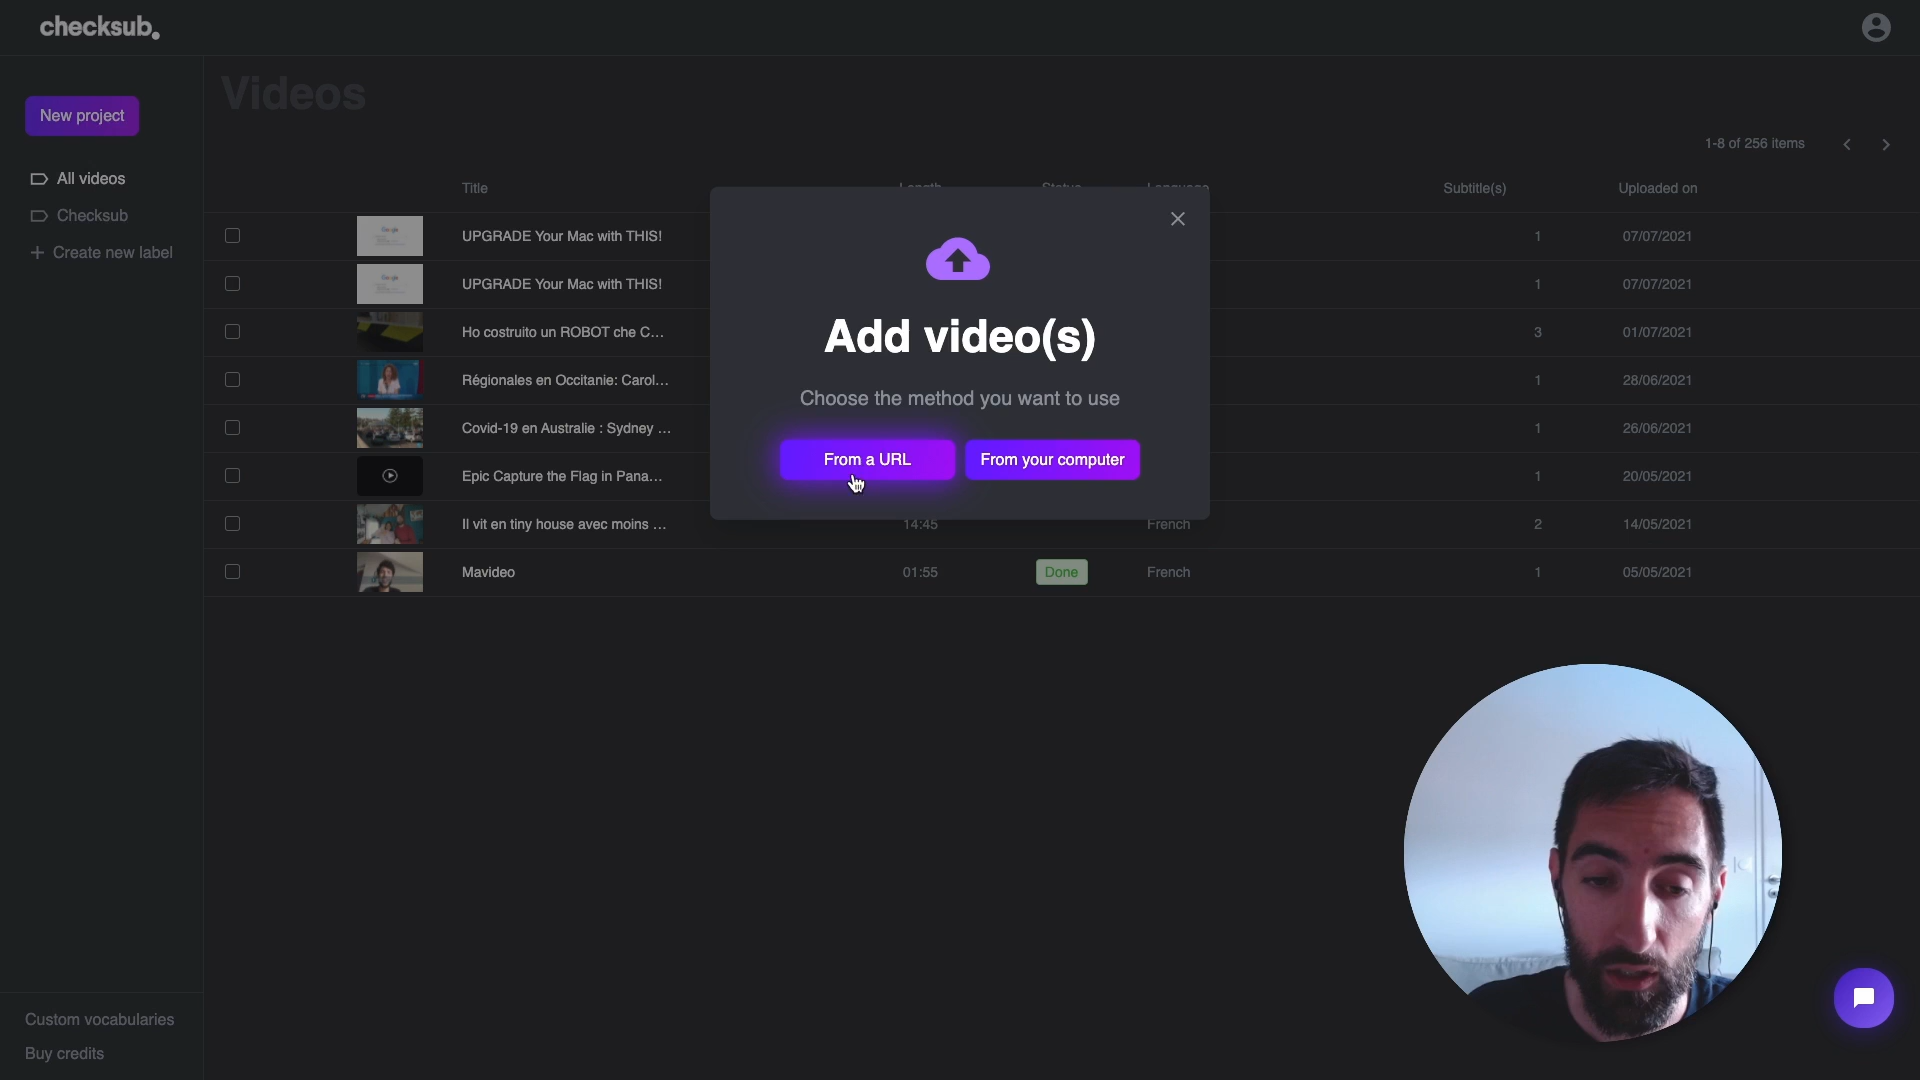 checksub.
New project
All videos
Checksub
Create new label
Custom vocabularies
Buy credits
Videos
1-8 of 256 items
Title Length Status Language Subtitle(s) Uploaded on
UPGRADE Your Mac with THIS! 1 07/07/2021
UPGRADE Your Mac with THIS! 1 07/07/2021
Ho costruito un ROBOT che C... 3 01/07/2021
Régionales en Occitanie: Carol... 1 28/06/2021
Covid-19 en Australie : Sydney ... 1 26/06/2021
Epic Capture the Flag in Pana... 1 20/05/2021
Il vit en tiny house avec moins ... 14:45 French 2 14/05/2021
Mavideo 01:55 Done French 1 05/05/2021
Add video(s)
Choose the method you want to use
From a URL
From your computer